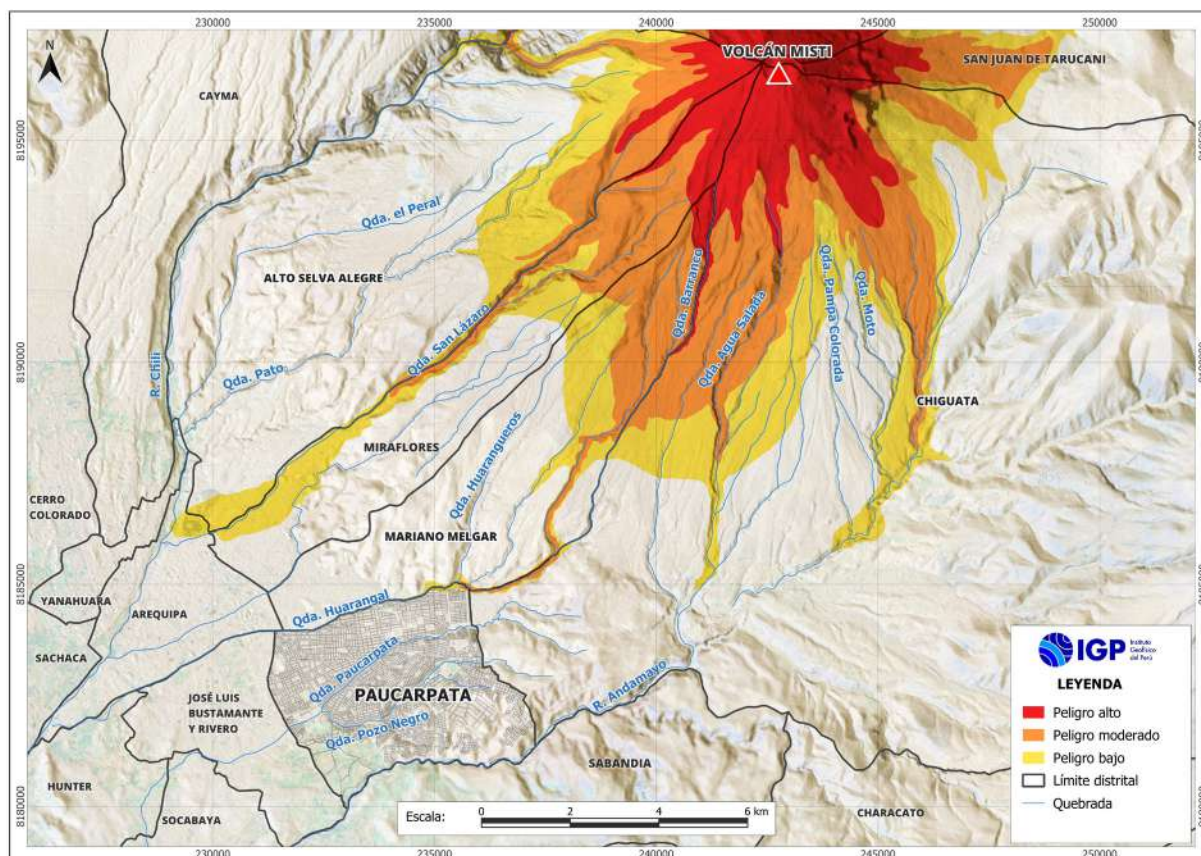 230000
235000
240000
245000
250000
N
VOLCÁN MISTI
SAN JUAN DE TARUCANI
CAYMA
8195000
8195000
Qda. el Peral
ALTO SELVA ALEGRE
Qda. Barranco
Qda. Pampa Colorada
Qda. Moto
Qda. Agua Salada
Qda. San Lázaro
R. Chili
Qda. Pato
8190000
8190000
CHIGUATA
MIRAFLORES
Qda. Huarangueros
CERRO
COLORADO
MARIANO MELGAR
8185000
8185000
YANAHUARA
AREQUIPA
Qda. Huarangal
SACHACA
Qda. Paucarpata
PAUCARPATA
R. Andamayo
JOSÉ LUIS
BUSTAMANTE
Y RIVERO
Qda. Pozo Negro
SABANDIA
HUNTER
SOCABAYA
CHARACATO
8180000
8180000
Escala:
0 2 4 6 km
IGP
Instituto
Geofísico
del Perú
LEYENDA
Peligro alto
Peligro moderado
Peligro bajo
Límite distrital
Quebrada
230000
235000
240000
245000
250000